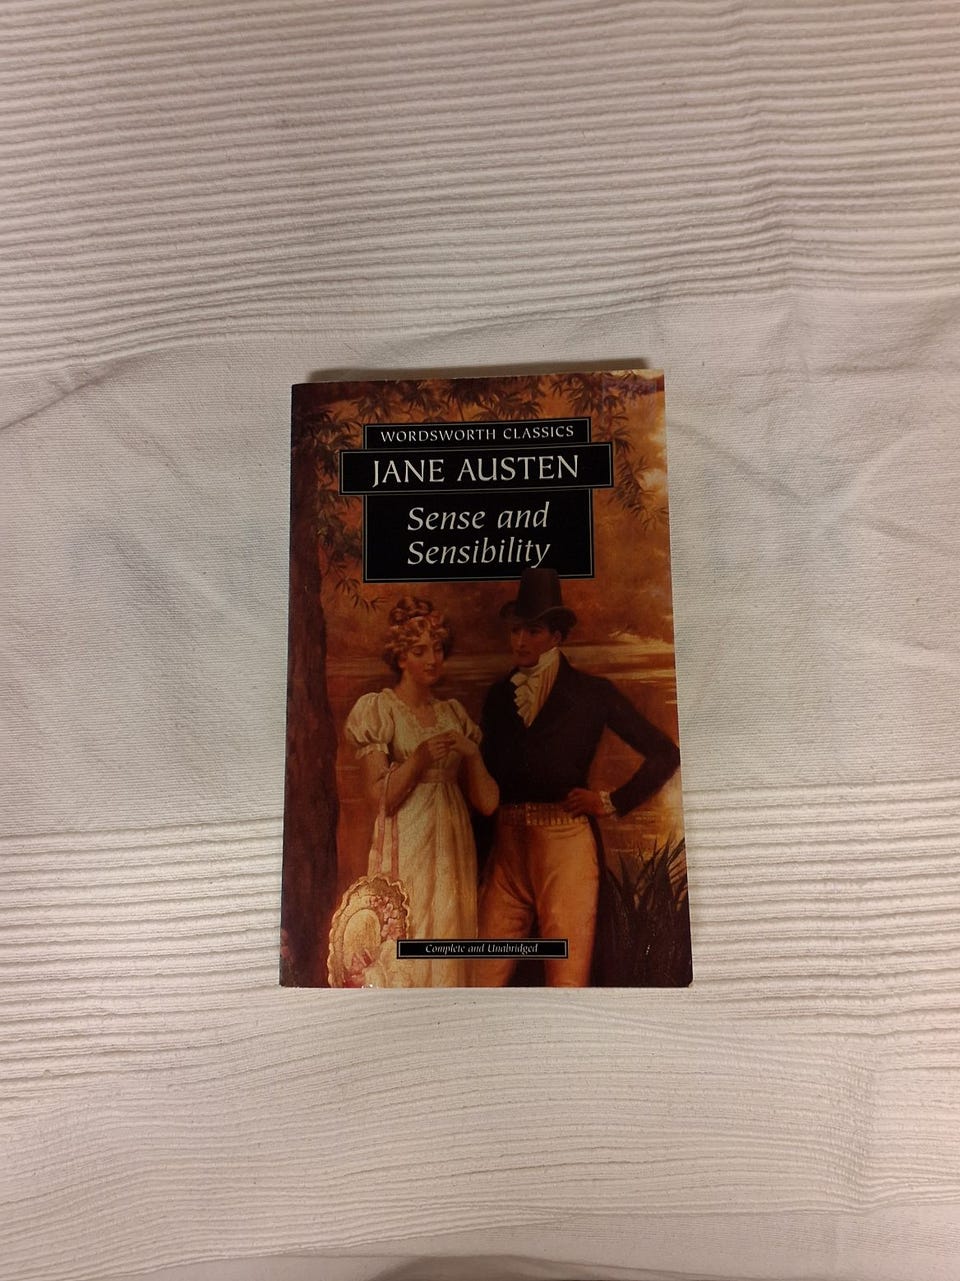 WORDSWORTH CLASSICS
JANE AUSTEN
Sense and
Sensibility
Complete and Unabridged